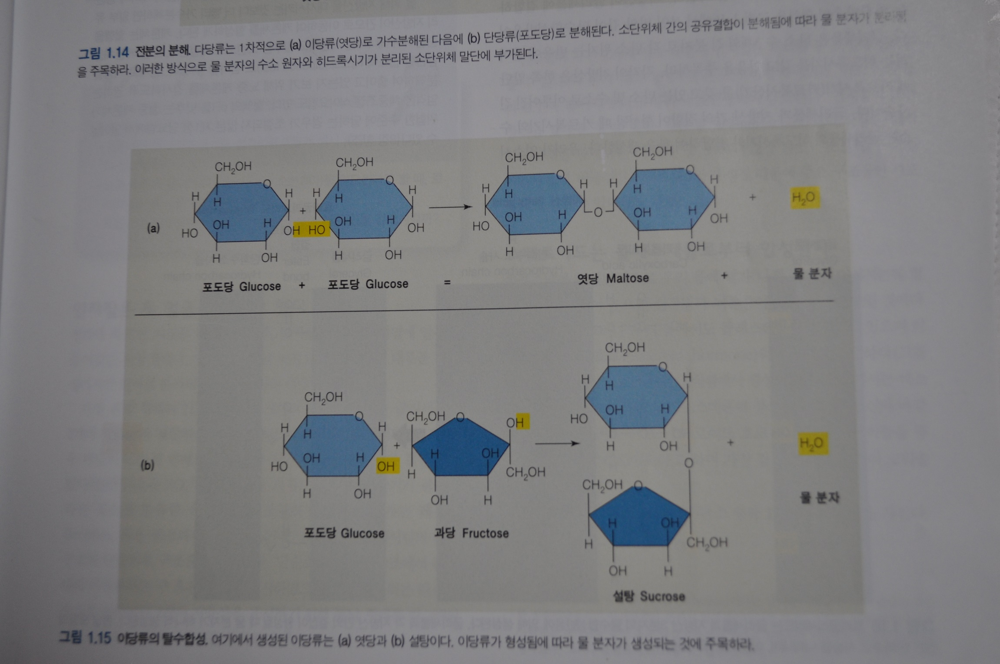 그림 1.14 전분의 분해. 다당류는 1차적으로 (a) 이당류(엿당)로 가수분해된 다음에 (b) 단당류(포도당)로 분해된다. 소단위체 간의 공유결합이 분해됨에 따라 물 분자가 분리됨
을 주목하라. 이러한 방식으로 물 분자의 수소 원자와 히드록시기가 분리된 소단위체 말단에 부가된다.
CH₂OH CH₂OH CH₂OH CH₂OH
O O O O
H H H H H H H H
H H H H
+ → O + H₂O
(a) OH H OH H OH H OH H
HO OH HO OH HO OH
H OH H OH H OH H OH
포도당 Glucose + 포도당 Glucose = 엿당 Maltose + 물 분자
CH₂OH
O
H H H
CH₂OH CH₂OH O OH
O OH H
H H H HO
H OH
+ → + H₂O
(b) OH H H OH O
HO OH H CH₂OH
H OH OH H
CH₂OH O
물 분자
H OH
포도당 Glucose 과당 Fructose
H CH₂OH
OH H
설탕 Sucrose
그림 1.15 이당류의 탈수합성. 여기에서 생성된 이당류는 (a) 엿당과 (b) 설탕이다. 이당류가 형성됨에 따라 물 분자가 생성되는 것에 주목하라.